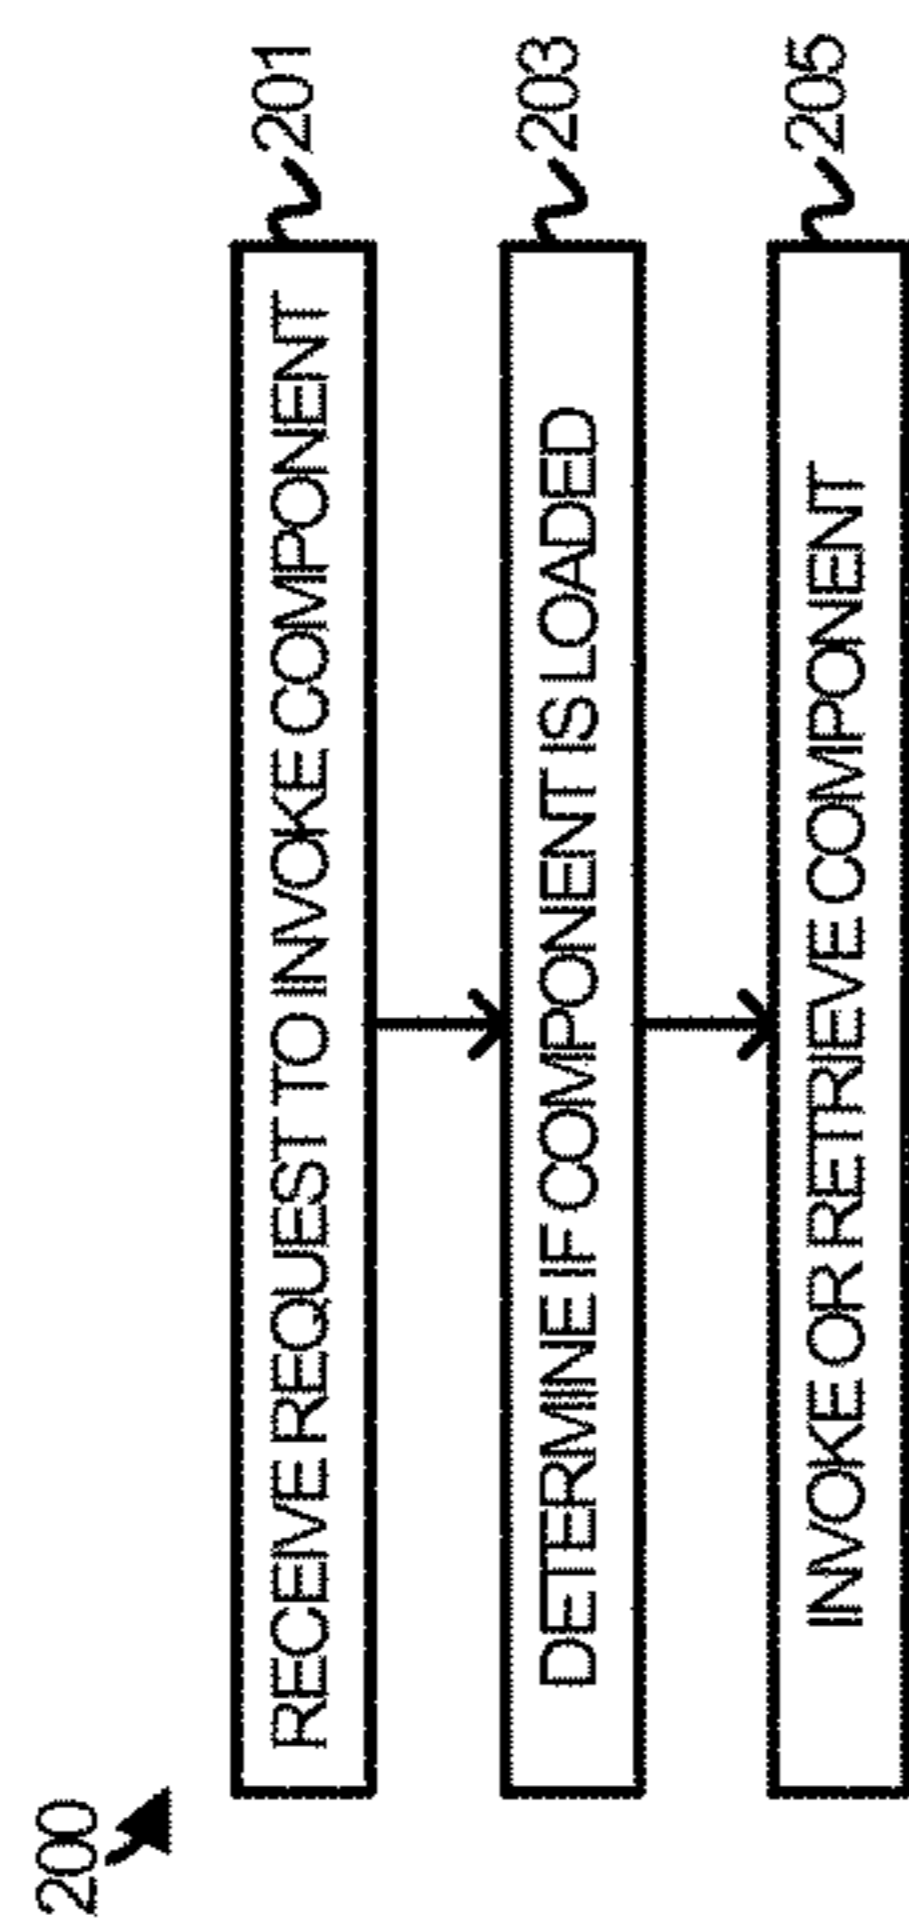 200
RECEIVE REQUEST TO INVOKE COMPONENT
201
DETERMINE IF COMPONENT IS LOADED
203
INVOKE OR RETRIEVE COMPONENT
205